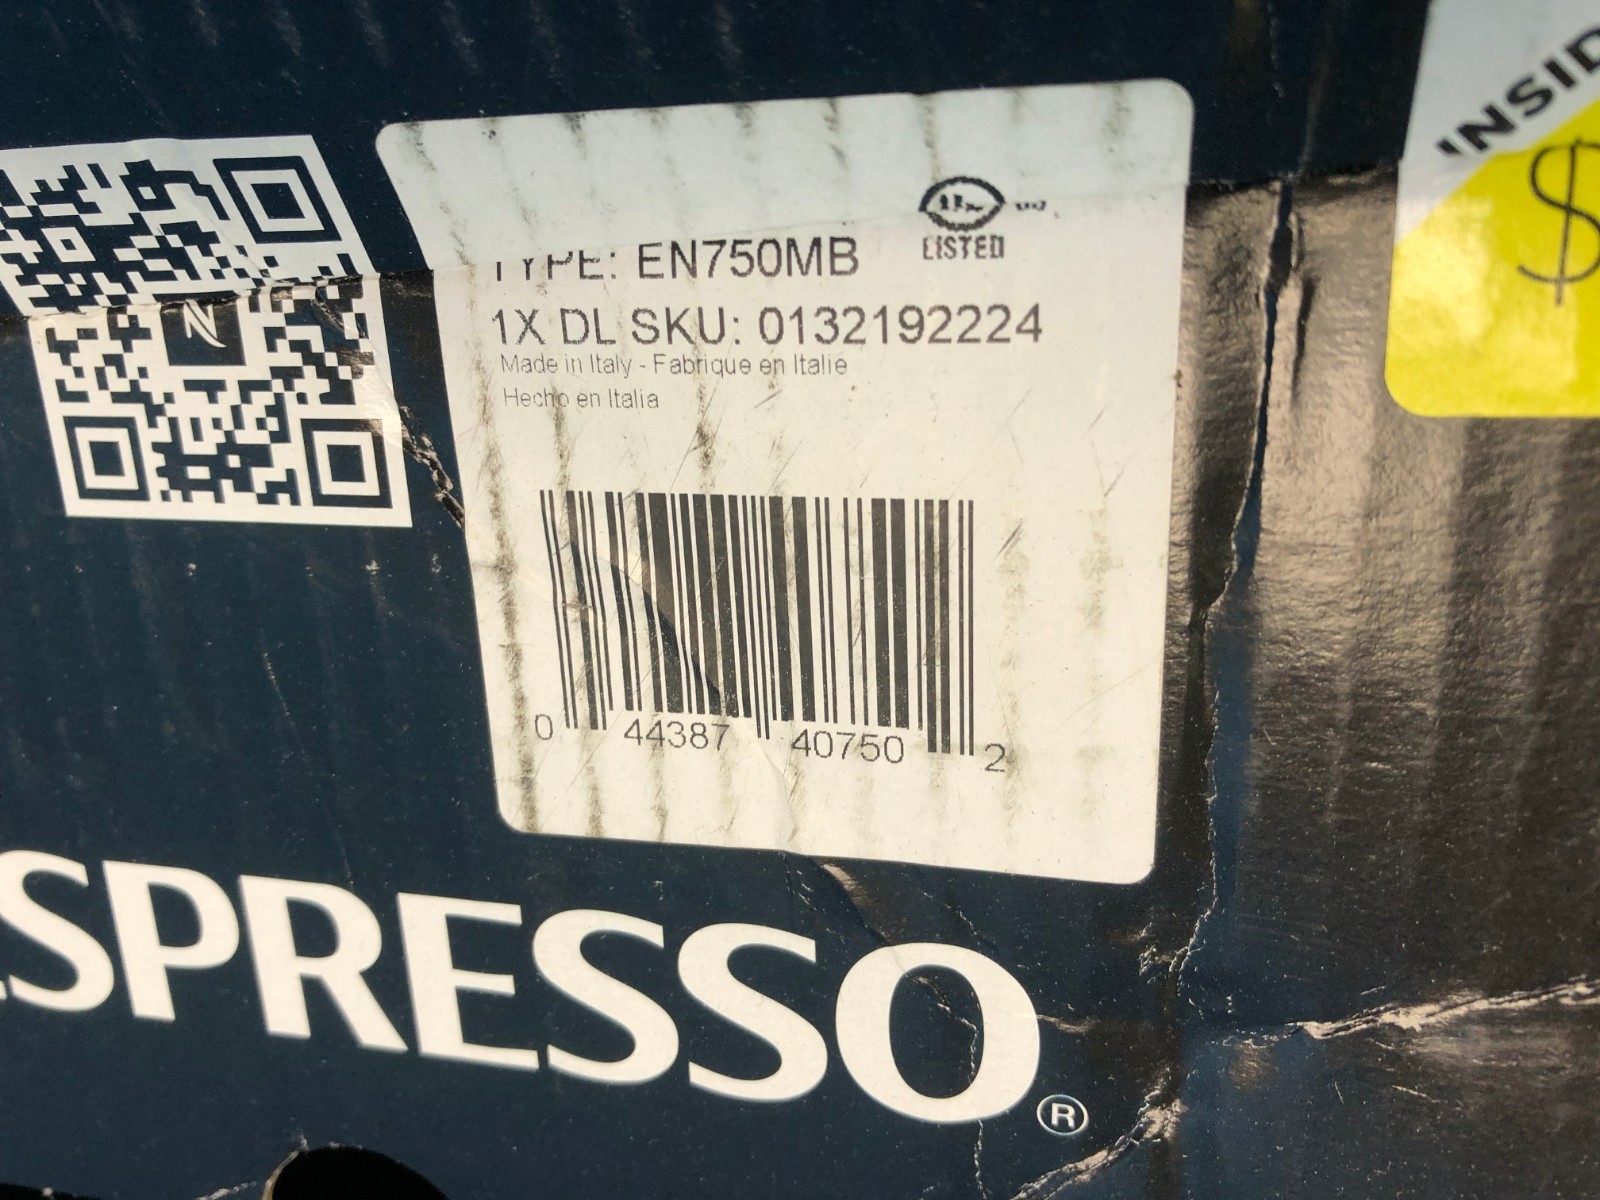 INSID
$
LISTED
TYPE: EN750MB
1X DL SKU: 0132192224
Made in Italy - Fabrique en Italie
Hecho en Italia
0 44387 40750 2
SPRESSO®